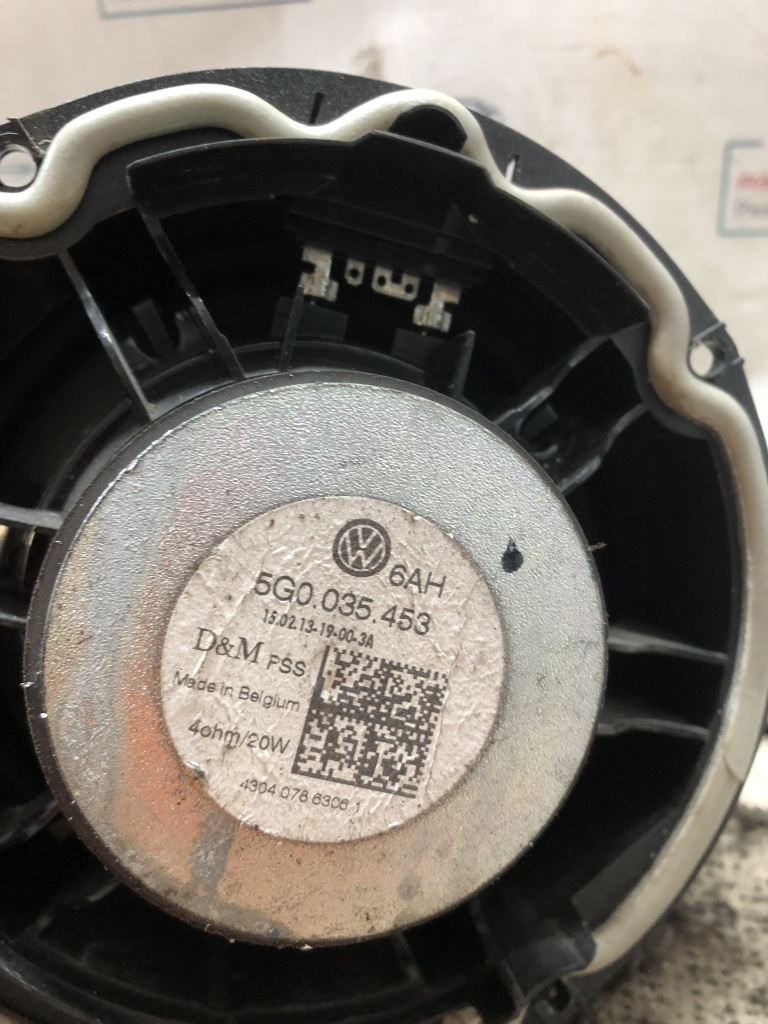 6AH
5G0.035.453
15.02.13-19-00-3A
D&M PSS
Made in Belgium
4ohm/20W
4304 078 6306 1